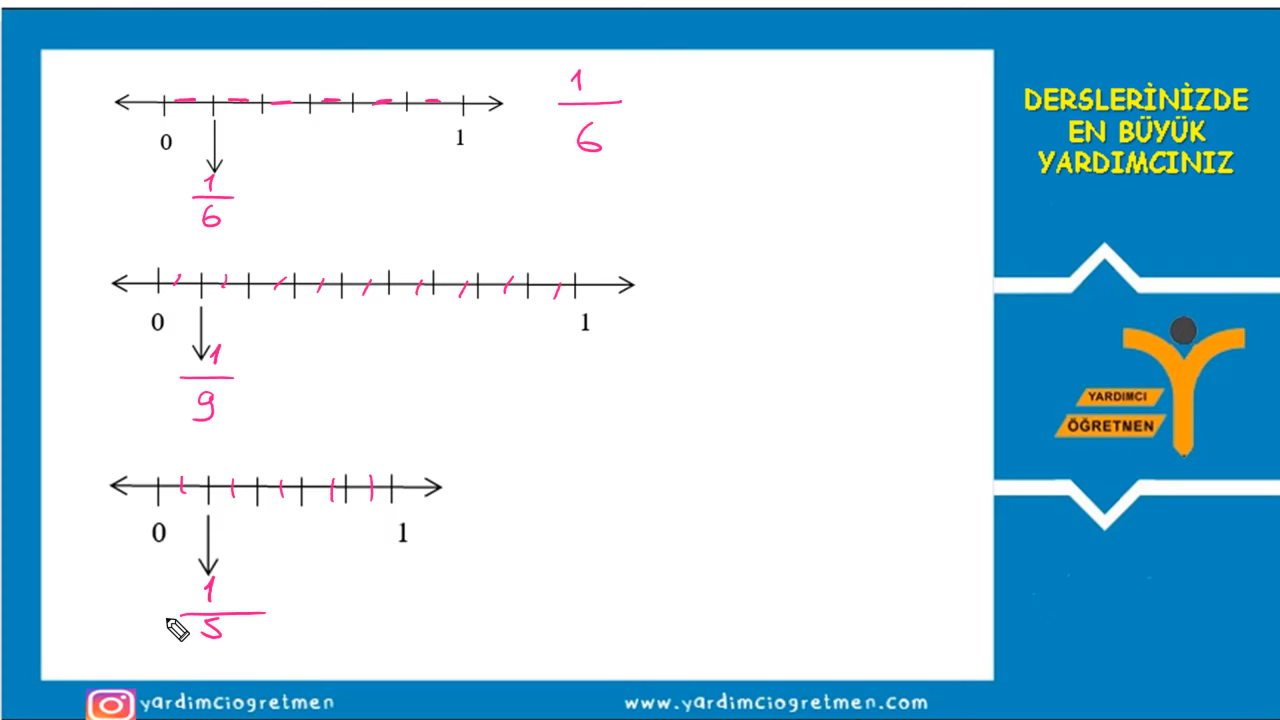 1
6
0 1
1
6
0 1
1
9
0 1
1
5
DERSLERİNİZDE
EN BÜYÜK
YARDIMCINIZ
YARDIMCI
ÖĞRETNEN
yardimciogretmen
www.yardimciogretmen.com